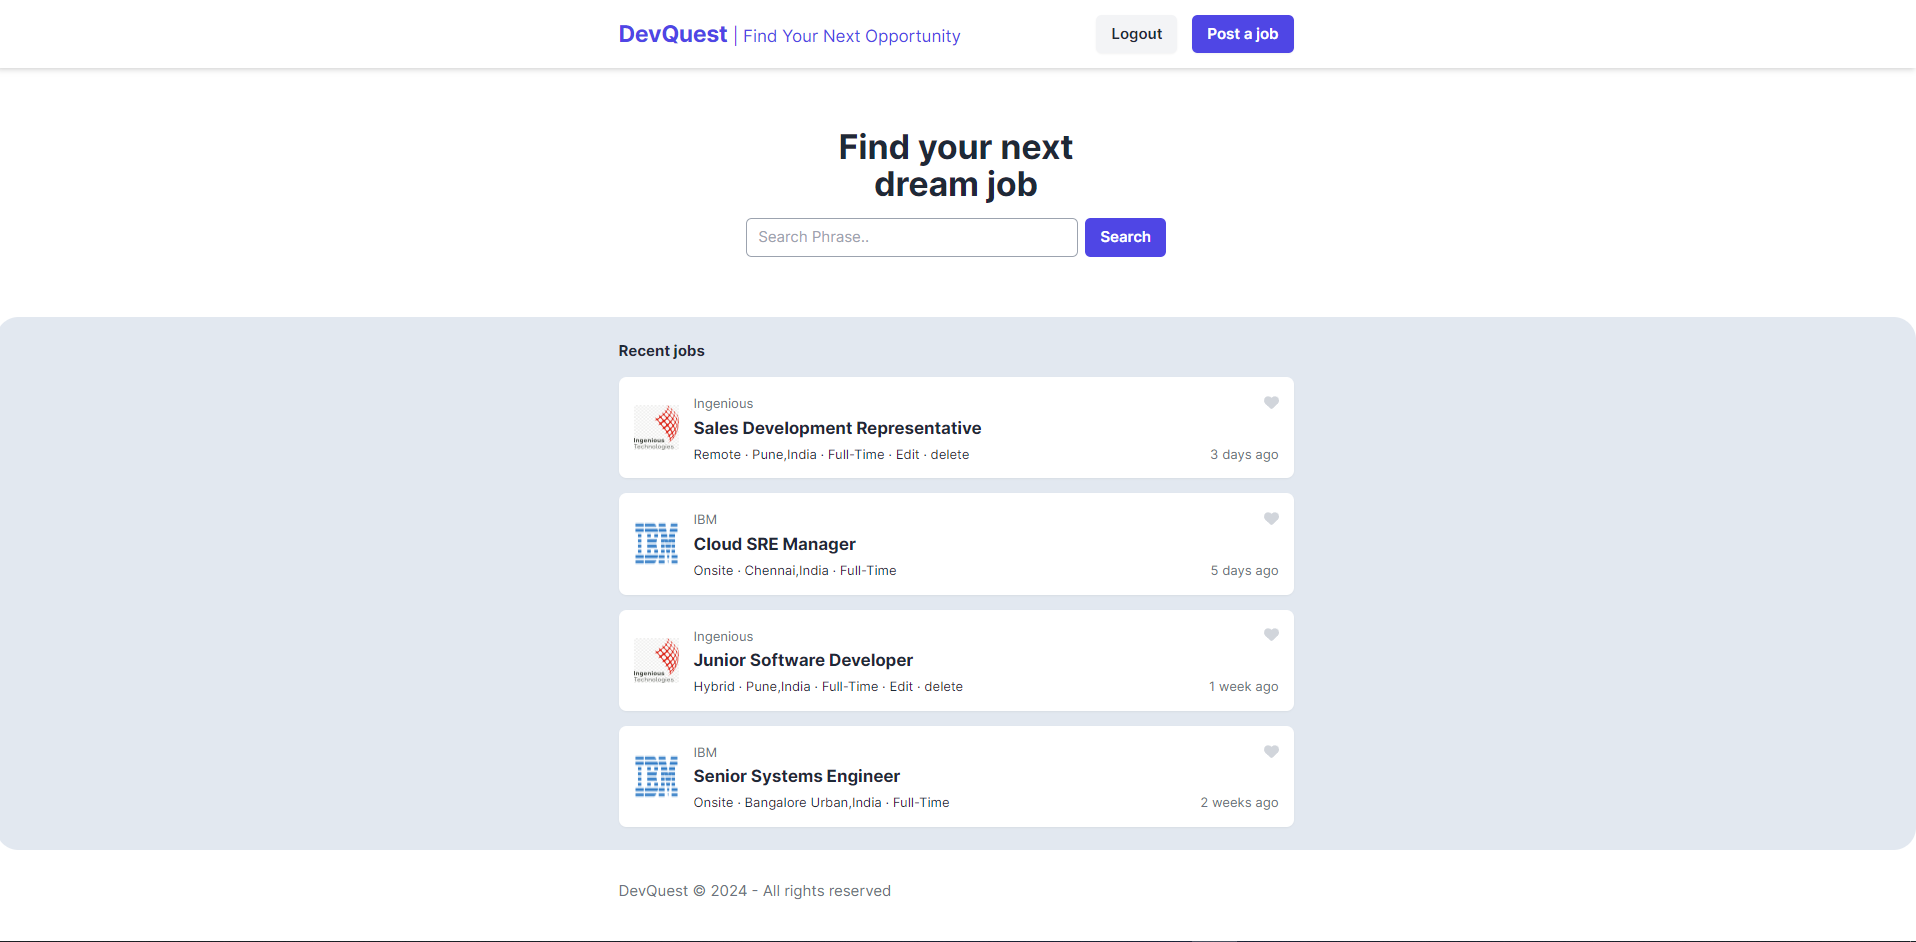 DevQuest | Find Your Next Opportunity
Logout
Post a job
Find your next
dream job
Search Phrase..
Search
Recent jobs
Ingenious
Technologies
Ingenious
Sales Development Representative
Remote · Pune,India · Full-Time · Edit · delete
3 days ago
IBM
IBM
Cloud SRE Manager
Onsite · Chennai,India · Full-Time
5 days ago
Ingenious
Technologies
Ingenious
Junior Software Developer
Hybrid · Pune,India · Full-Time · Edit · delete
1 week ago
IBM
IBM
Senior Systems Engineer
Onsite · Bangalore Urban,India · Full-Time
2 weeks ago
DevQuest © 2024 - All rights reserved